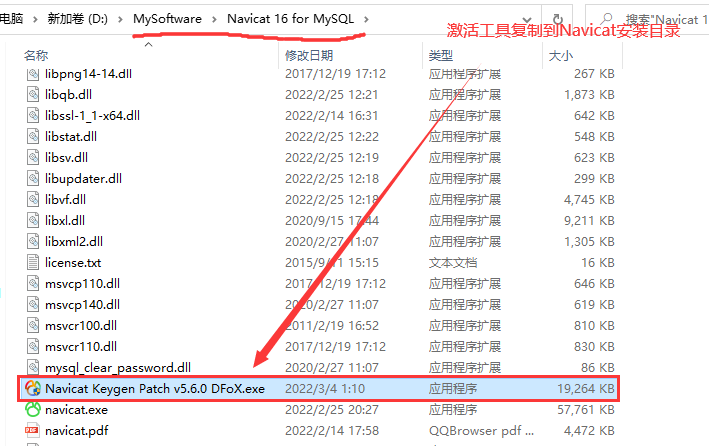 电脑 › 新加卷 (D:) › MySoftware › Navicat 16 for MySQL ›
搜索"Navicat 1
激活工具复制到Navicat安装目录
名称 修改日期 类型 大小
libpng14-14.dll 2017/12/19 17:12 应用程序扩展 267 KB
libqb.dll 2022/2/25 12:21 应用程序扩展 1,873 KB
libssl-1_1-x64.dll 2022/2/14 16:31 应用程序扩展 642 KB
libstat.dll 2022/2/25 12:22 应用程序扩展 548 KB
libsv.dll 2022/2/25 12:19 应用程序扩展 623 KB
libupdater.dll 2022/2/25 12:18 应用程序扩展 299 KB
libvf.dll 2022/2/25 12:18 应用程序扩展 4,745 KB
libxl.dll 2020/9/15 17:44 应用程序扩展 9,211 KB
libxml2.dll 2020/2/27 11:07 应用程序扩展 1,305 KB
license.txt 2015/9/11 15:15 文本文档 16 KB
msvcp110.dll 2017/12/19 17:12 应用程序扩展 646 KB
msvcp140.dll 2020/2/27 11:07 应用程序扩展 619 KB
msvcr100.dll 2011/2/19 16:52 应用程序扩展 810 KB
msvcr110.dll 2017/12/19 17:12 应用程序扩展 830 KB
mysql_clear_password.dll 2020/2/27 11:07 应用程序扩展 86 KB
Navicat Keygen Patch v5.6.0 DFoX.exe 2022/3/4 1:10 应用程序 19,264 KB
navicat.exe 2022/2/25 20:27 应用程序 57,761 KB
navicat.pdf 2022/2/14 17:58 QQBrowser pdf ... 4,472 KB